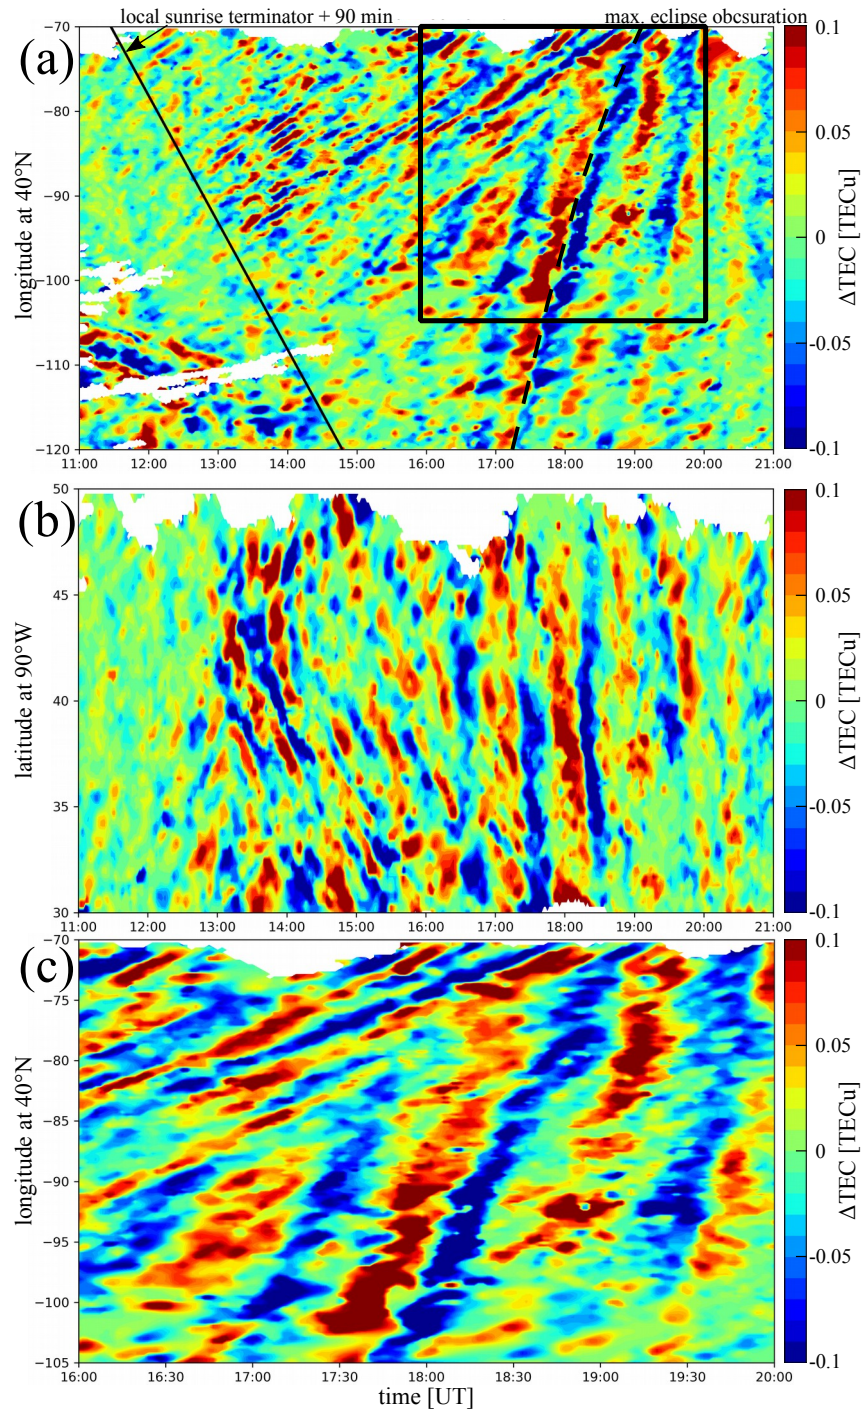 local sunrise terminator + 90 min max. eclipse obcsuration
(a)
longitude at 40°N
−70
−80
−90
−100
−110
−120
11:00 12:00 13:00 14:00 15:00 16:00 17:00 18:00 19:00 20:00 21:00
0.1
0.05
0
-0.05
-0.1
ΔTEC [TECu]
(b)
latitude at 90°W
50
45
40
35
30
11:00 12:00 13:00 14:00 15:00 16:00 17:00 18:00 19:00 20:00 21:00
0.1
0.05
0
-0.05
-0.1
ΔTEC [TECu]
(c)
longitude at 40°N
−70
−75
−80
−85
−90
−95
−100
−105
16:00 16:30 17:00 17:30 18:00 18:30 19:00 19:30 20:00
time [UT]
0.1
0.05
0
-0.05
-0.1
ΔTEC [TECu]